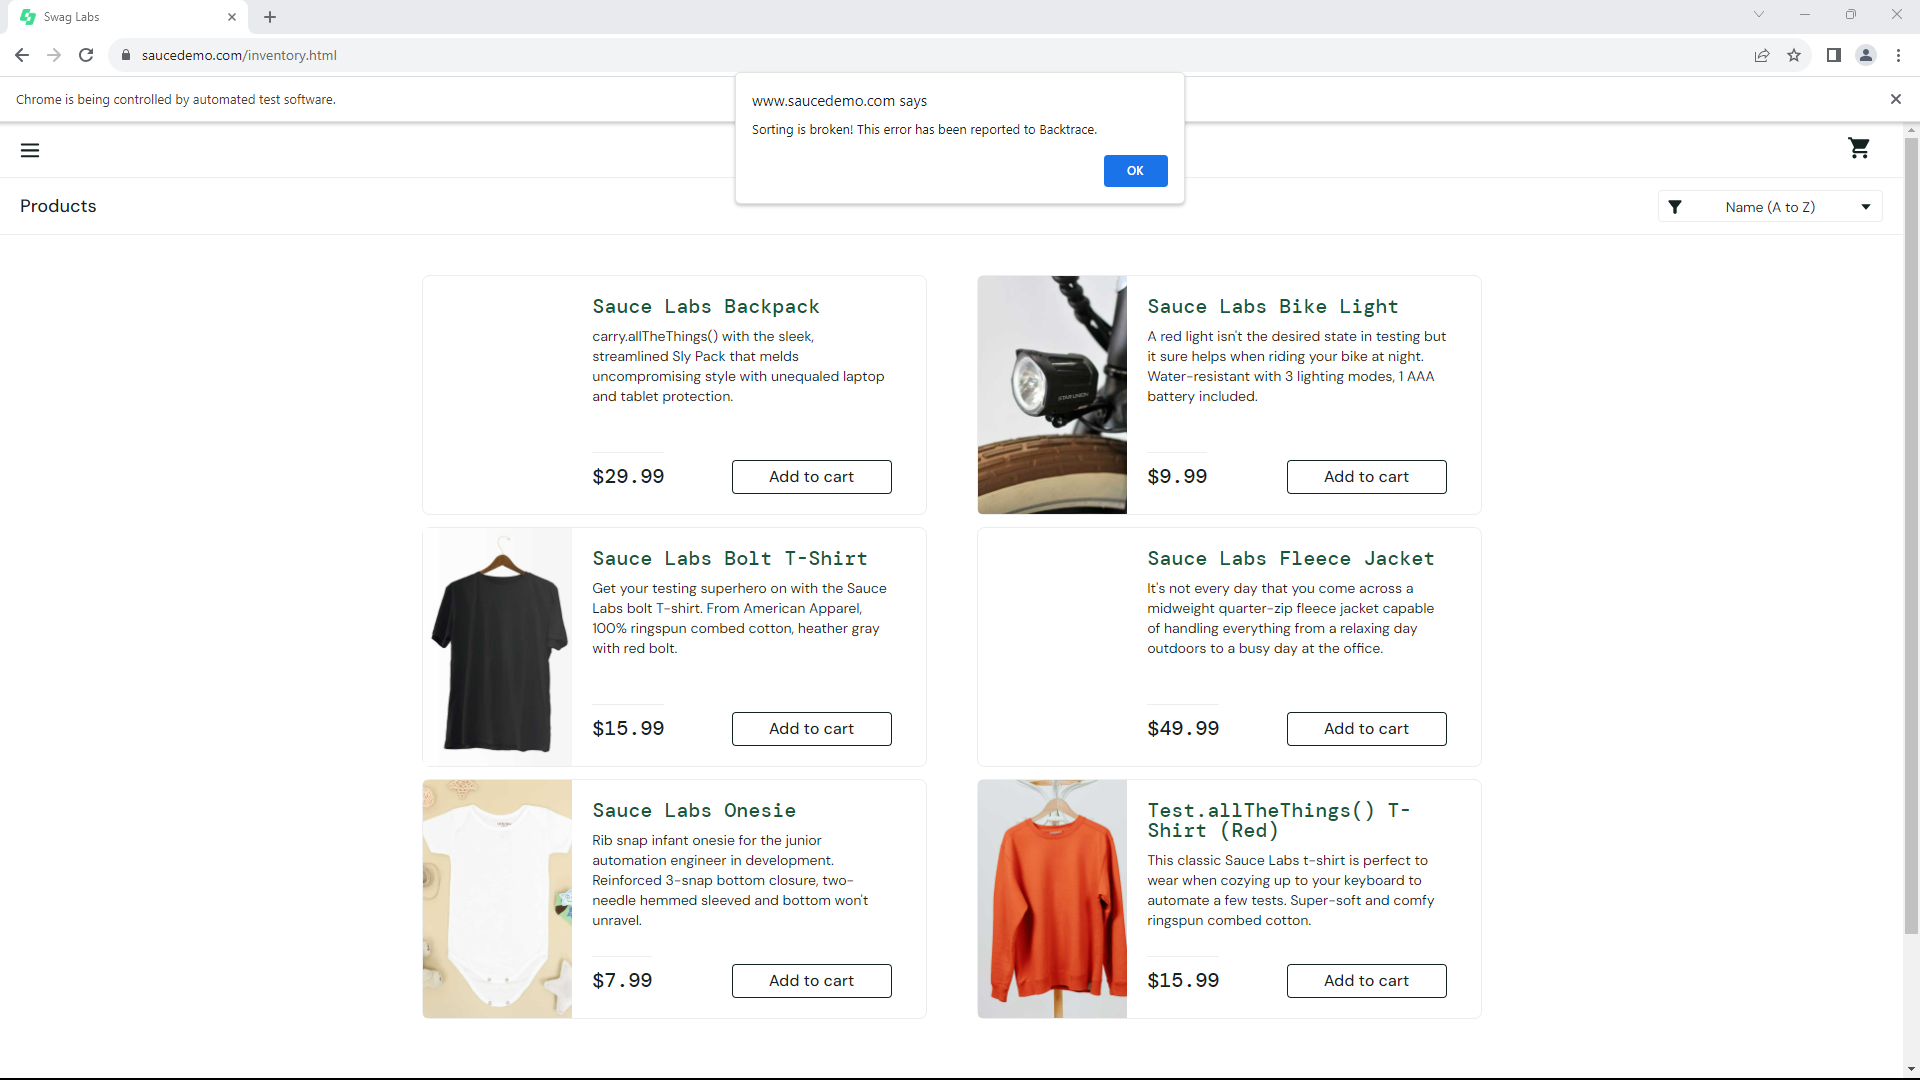 Swag Labs
saucedemo.com/inventory.html
Chrome is being controlled by automated test software.
www.saucedemo.com says
Sorting is broken! This error has been reported to Backtrace.
OK
Products
Name (A to Z)
Sauce Labs Backpack
carry.allTheThings() with the sleek,
streamlined Sly Pack that melds
uncompromising style with unequaled laptop
and tablet protection.
$29.99
Add to cart
Sauce Labs Bike Light
A red light isn't the desired state in testing but
it sure helps when riding your bike at night.
Water-resistant with 3 lighting modes, 1 AAA
battery included.
$9.99
Add to cart
Sauce Labs Bolt T-Shirt
Get your testing superhero on with the Sauce
Labs bolt T-shirt. From American Apparel,
100% ringspun combed cotton, heather gray
with red bolt.
$15.99
Add to cart
Sauce Labs Fleece Jacket
It's not every day that you come across a
midweight quarter-zip fleece jacket capable
of handling everything from a relaxing day
outdoors to a busy day at the office.
$49.99
Add to cart
Sauce Labs Onesie
Rib snap infant onesie for the junior
automation engineer in development.
Reinforced 3-snap bottom closure, two-
needle hemmed sleeved and bottom won't
unravel.
$7.99
Add to cart
Test.allTheThings() T-
Shirt (Red)
This classic Sauce Labs t-shirt is perfect to
wear when cozying up to your keyboard to
automate a few tests. Super-soft and comfy
ringspun combed cotton.
$15.99
Add to cart